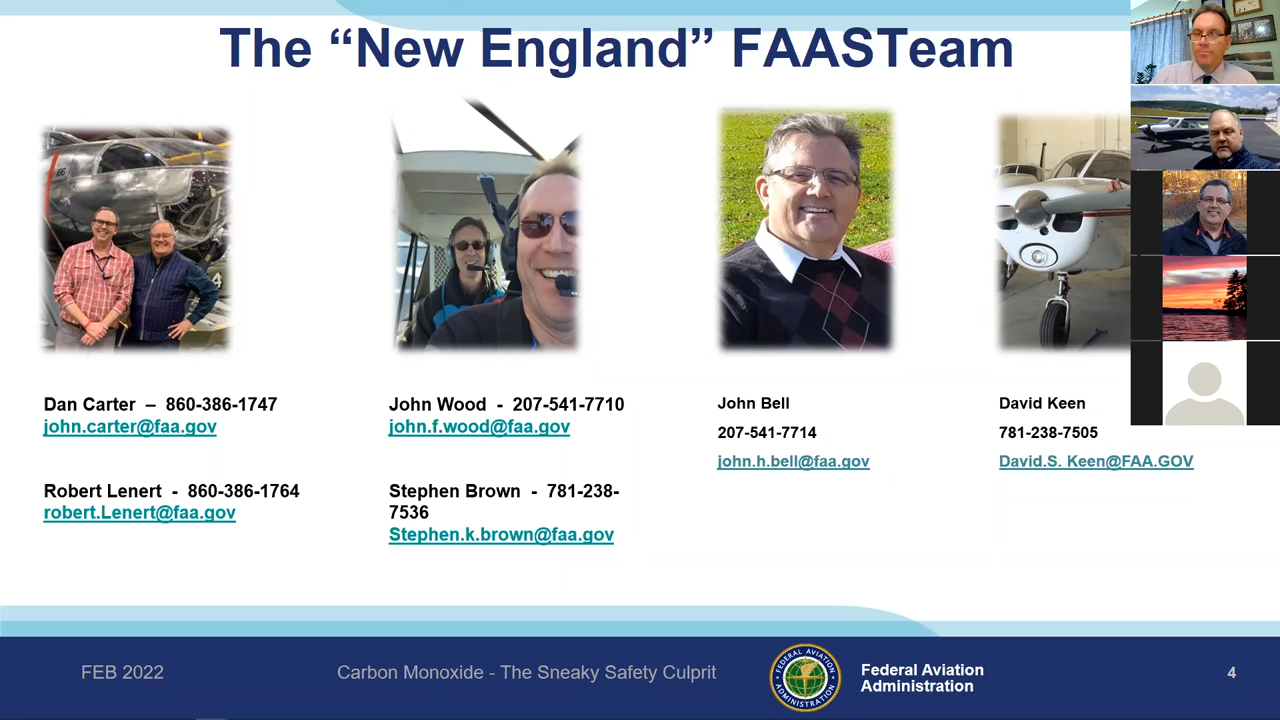 The “New England” FAASTeam
Dan Carter – 860-386-1747
john.carter@faa.gov
Robert Lenert - 860-386-1764
robert.Lenert@faa.gov
John Wood - 207-541-7710
john.f.wood@faa.gov
Stephen Brown - 781-238-
7536
Stephen.k.brown@faa.gov
John Bell
207-541-7714
john.h.bell@faa.gov
David Keen
781-238-7505
David.S. Keen@FAA.GOV
FEB 2022
Carbon Monoxide - The Sneaky Safety Culprit
FEDERAL AVIATION
ADMINISTRATION
Federal Aviation
Administration
4